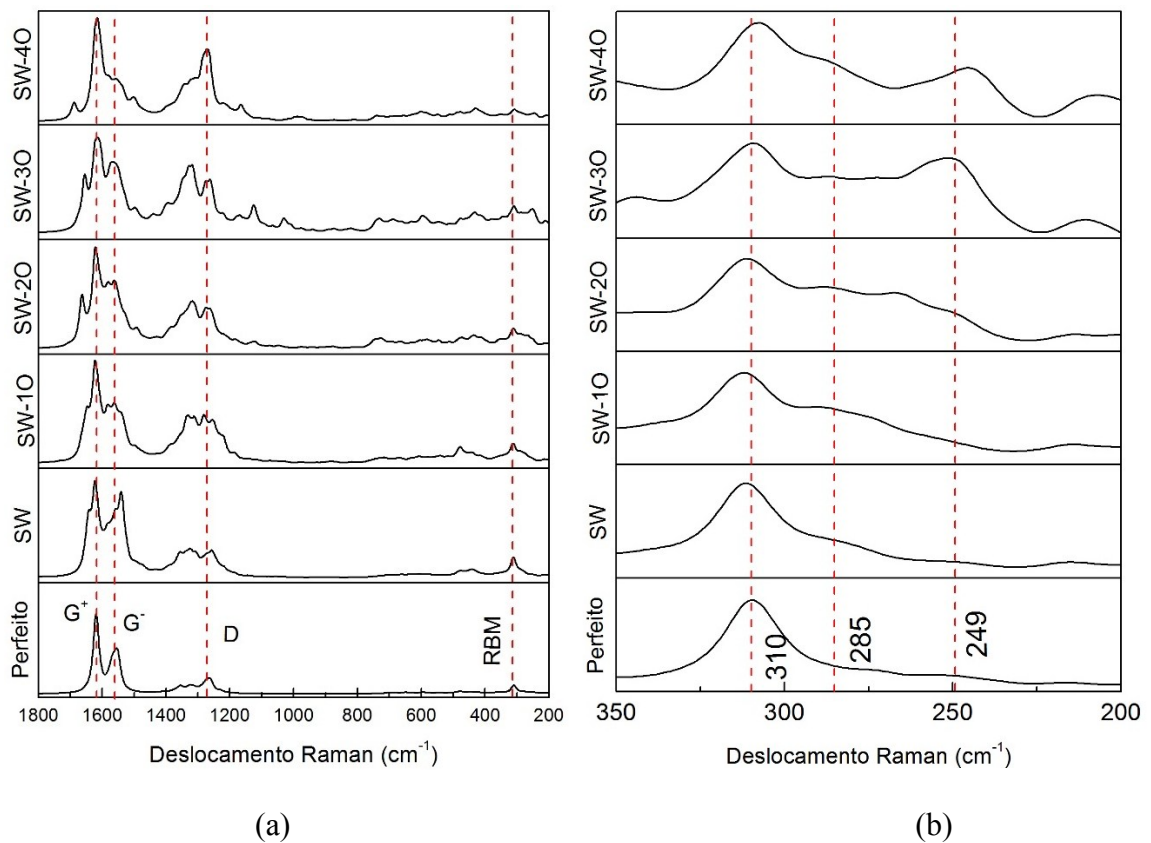 SW-4O
SW-3O
SW-2O
SW-1O
SW
Perfeito
G+
G-
D
RBM
1800 1600 1400 1200 1000 800 600 400 200
Deslocamento Raman (cm-1)
(a)
SW-4O
SW-3O
SW-2O
SW-1O
SW
Perfeito
310
285
249
350 300 250 200
Deslocamento Raman (cm-1)
(b)